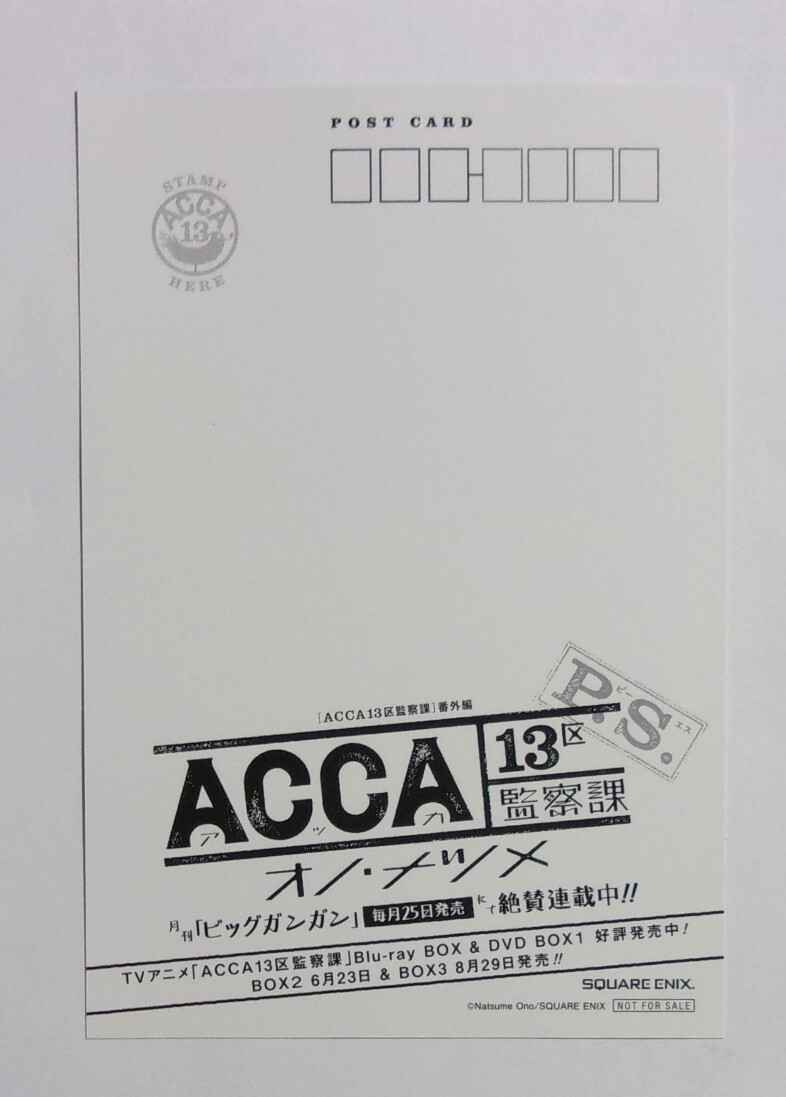 POST CARD
STAMP
ACCA
13
HERE
[ACCA13区監察課]番外編
P.S.
ピー エス
ACCA
アッカ
13区
監察課
オノ・ナツメ
月刊「ビッグガンガン」毎月25日発売にて絶賛連載中!!
TVアニメ「ACCA13区監察課」Blu-ray BOX & DVD BOX1 好評発売中!
BOX2 6月23日 & BOX3 8月29日発売!!
SQUARE ENIX.
©Natsume Ono/SQUARE ENIX NOT FOR SALE